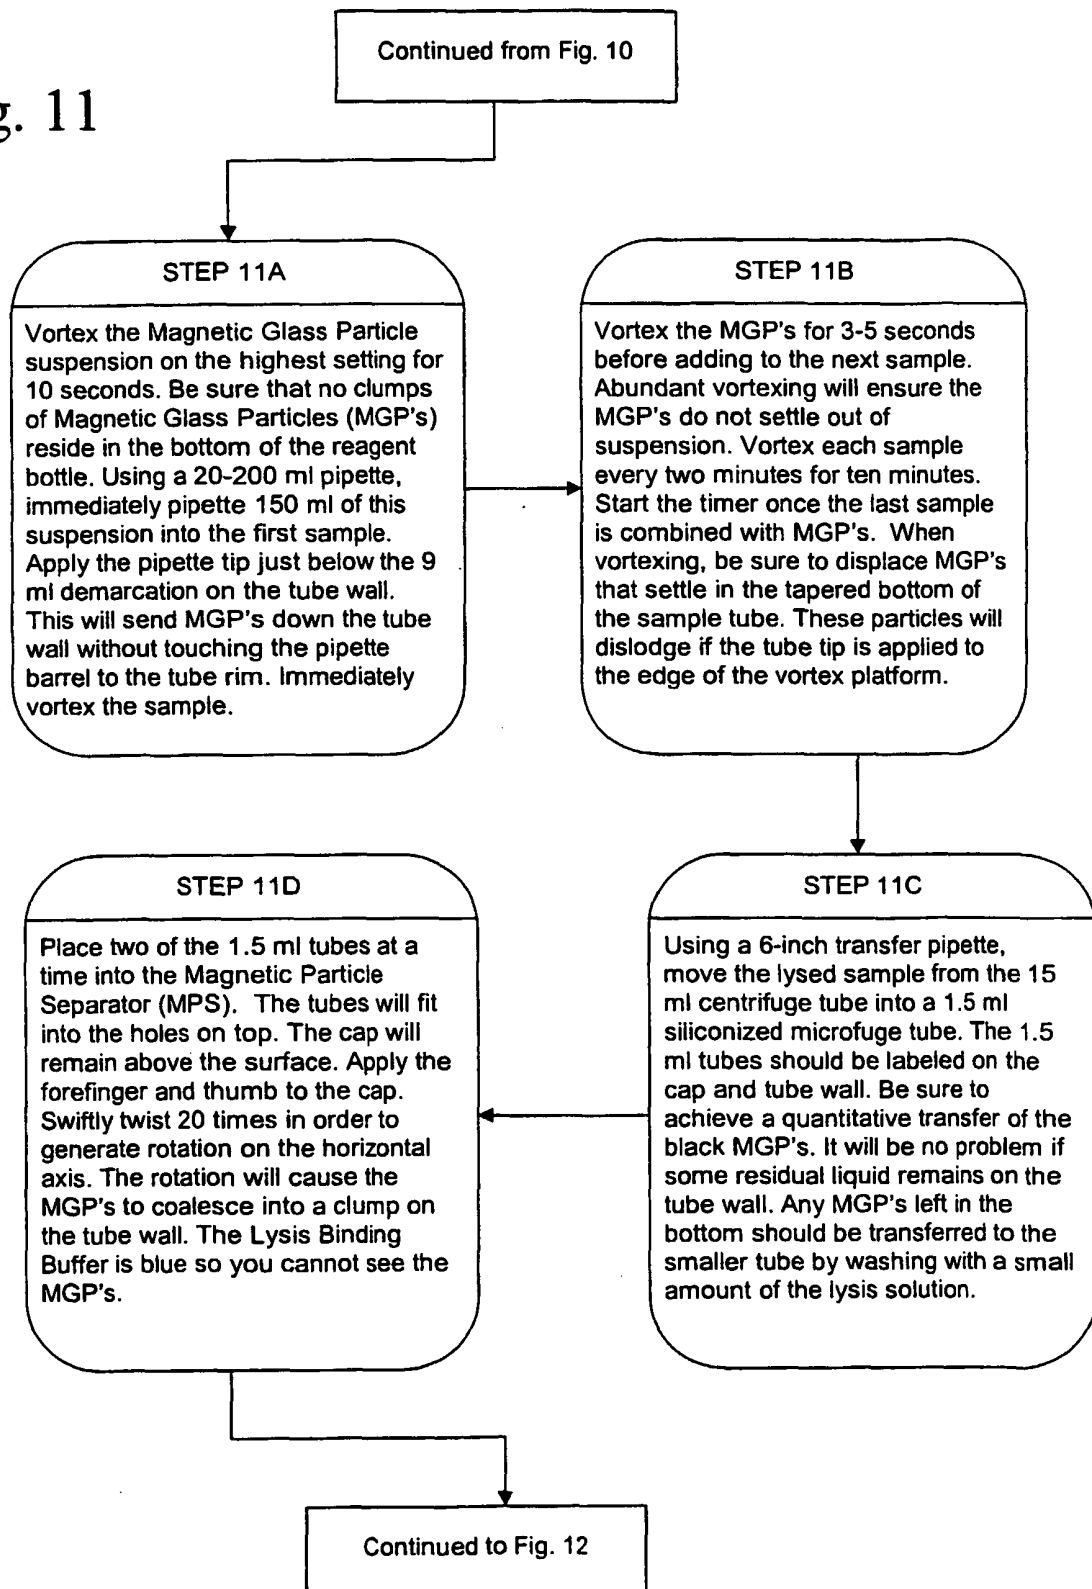 Continued from Fig. 10
g. 11
STEP 11A
Vortex the Magnetic Glass Particle
suspension on the highest setting for
10 seconds. Be sure that no clumps
of Magnetic Glass Particles (MGP's)
reside in the bottom of the reagent
bottle. Using a 20-200 ml pipette,
immediately pipette 150 ml of this
suspension into the first sample.
Apply the pipette tip just below the 9
ml demarcation on the tube wall.
This will send MGP's down the tube
wall without touching the pipette
barrel to the tube rim. Immediately
vortex the sample.
STEP 11B
Vortex the MGP's for 3-5 seconds
before adding to the next sample.
Abundant vortexing will ensure the
MGP's do not settle out of
suspension. Vortex each sample
every two minutes for ten minutes.
Start the timer once the last sample
is combined with MGP's. When
vortexing, be sure to displace MGP's
that settle in the tapered bottom of
the sample tube. These particles will
dislodge if the tube tip is applied to
the edge of the vortex platform.
STEP 11C
Using a 6-inch transfer pipette,
move the lysed sample from the 15
ml centrifuge tube into a 1.5 ml
siliconized microfuge tube. The 1.5
ml tubes should be labeled on the
cap and tube wall. Be sure to
achieve a quantitative transfer of the
black MGP's. It will be no problem if
some residual liquid remains on the
tube wall. Any MGP's left in the
bottom should be transferred to the
smaller tube by washing with a small
amount of the lysis solution.
STEP 11D
Place two of the 1.5 ml tubes at a
time into the Magnetic Particle
Separator (MPS). The tubes will fit
into the holes on top. The cap will
remain above the surface. Apply the
forefinger and thumb to the cap.
Swiftly twist 20 times in order to
generate rotation on the horizontal
axis. The rotation will cause the
MGP's to coalesce into a clump on
the tube wall. The Lysis Binding
Buffer is blue so you cannot see the
MGP's.
Continued to Fig. 12